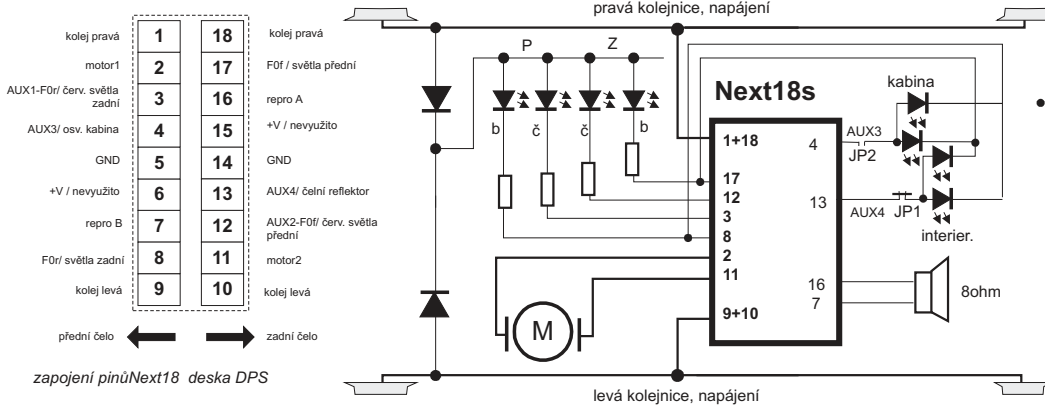 kolej pravá 1 18 kolej pravá
motor1 2 17 F0f / světla přední
AUX1-F0r/ červ. světla
zadní 3 16 repro A
AUX3/ osv. kabina 4 15 +V / nevyužito
GND 5 14 GND
+V / nevyužito 6 13 AUX4/ čelní reflektor
repro B 7 12 AUX2-F0f/ červ. světla
přední
F0r/ světla zadní 8 11 motor2
kolej levá 9 10 kolej levá
přední čelo zadní čelo
zapojení pinůNext18 deska DPS
pravá kolejnice, napájení
P Z
b č č b
Next18s
1+18
17
12
3
8
2
11
9+10
4
13
16
7
AUX3
JP2
AUX4 JP1
kabina
interier.
8ohm
M
levá kolejnice, napájení